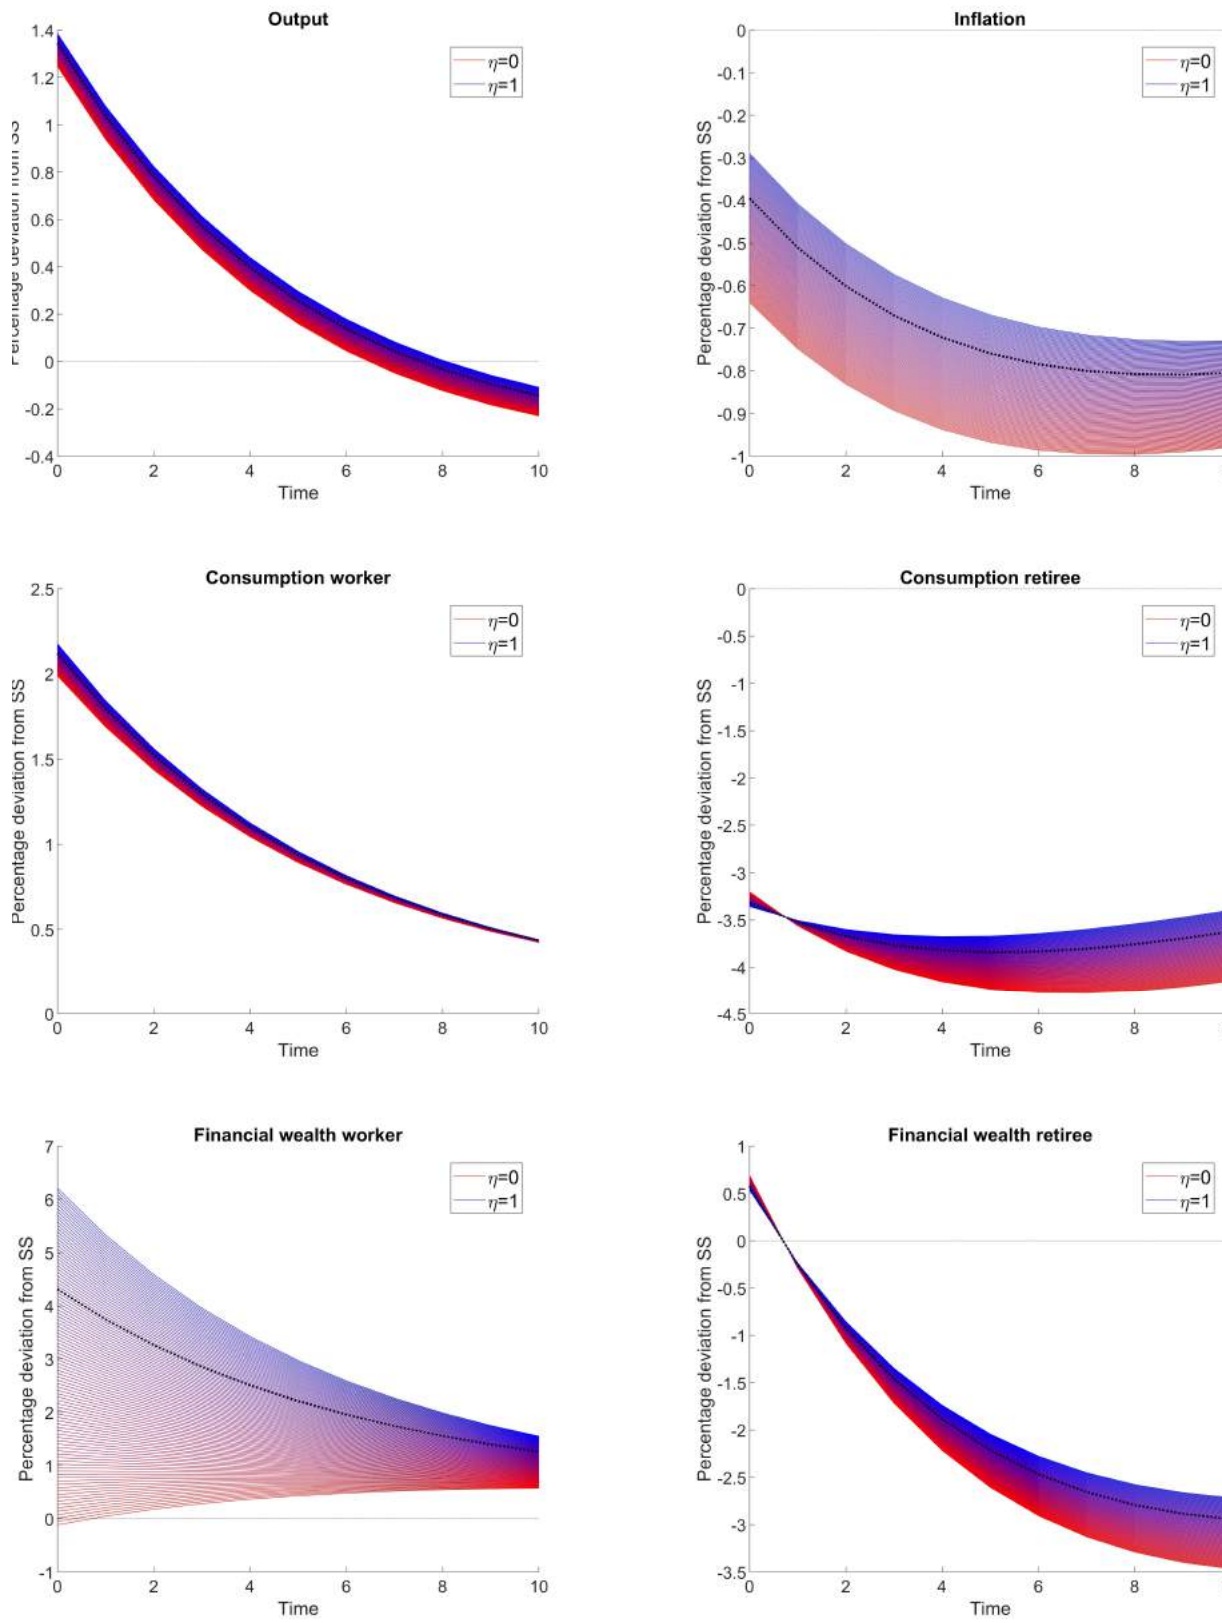 Output
1.4
1.2
1
0.8
0.6
0.4
0.2
0
-0.2
-0.4
Percentage deviation from SS
η=0
η=1
0 2 4 6 8 10
Time
Inflation
0
-0.1
-0.2
-0.3
-0.4
-0.5
-0.6
-0.7
-0.8
-0.9
-1
Percentage deviation from SS
η=0
η=1
0 2 4 6 8
Time
Consumption worker
2.5
2
1.5
1
0.5
0
Percentage deviation from SS
η=0
η=1
0 2 4 6 8 10
Time
Consumption retiree
0
-0.5
-1
-1.5
-2
-2.5
-3
-3.5
-4
-4.5
Percentage deviation from SS
η=0
η=1
0 2 4 6 8
Time
Financial wealth worker
7
6
5
4
3
2
1
0
-1
Percentage deviation from SS
η=0
η=1
0 2 4 6 8 10
Time
Financial wealth retiree
1
0.5
0
-0.5
-1
-1.5
-2
-2.5
-3
-3.5
Percentage deviation from SS
η=0
η=1
0 2 4 6 8
Time